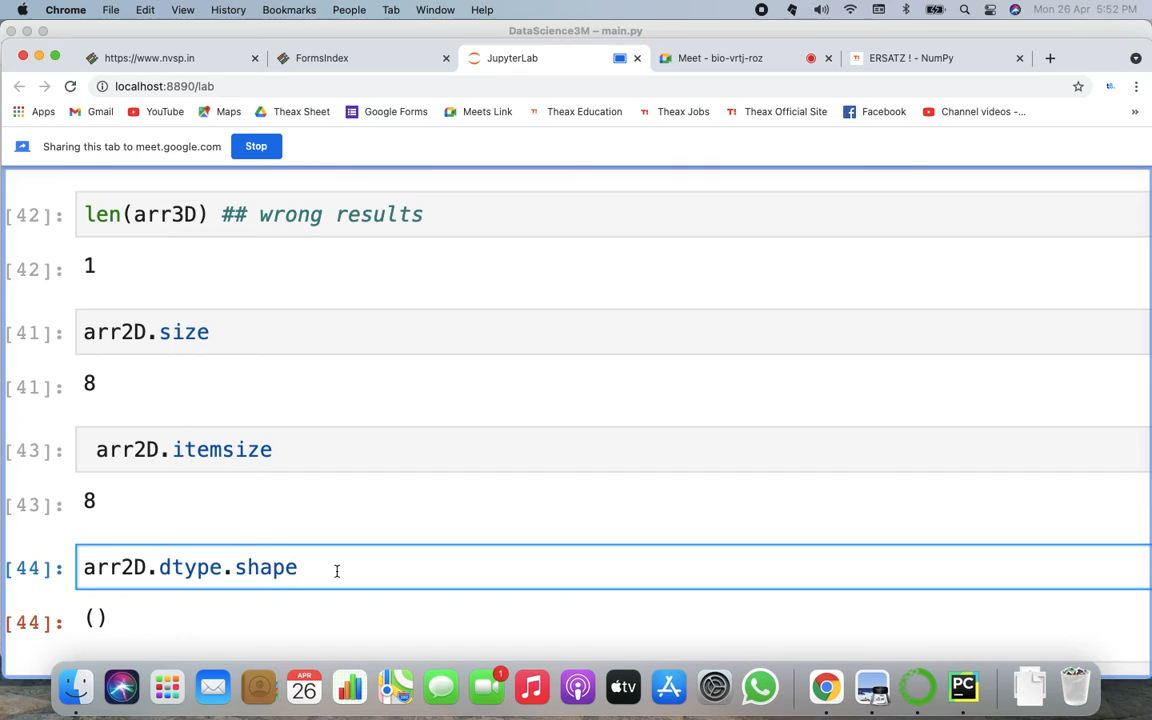 Chrome File Edit View History Bookmarks People Tab Window Help Mon 26 Apr 5:52 PM
DataScience3M – main.py
https://www.nvsp.in FormsIndex JupyterLab Meet - bio-vrtj-roz ERSATZ ! - NumPy
localhost:8890/lab
Apps Gmail YouTube Maps Theax Sheet Google Forms Meets Link Theax Education Theax Jobs Theax Official Site Facebook Channel videos -...
Sharing this tab to meet.google.com Stop
[42]: len(arr3D) ## wrong results
[42]: 1
[41]: arr2D.size
[41]: 8
[43]: arr2D.itemsize
[43]: 8
[44]: arr2D.dtype.shape
[44]: ()
APR
26
1
tv
PC